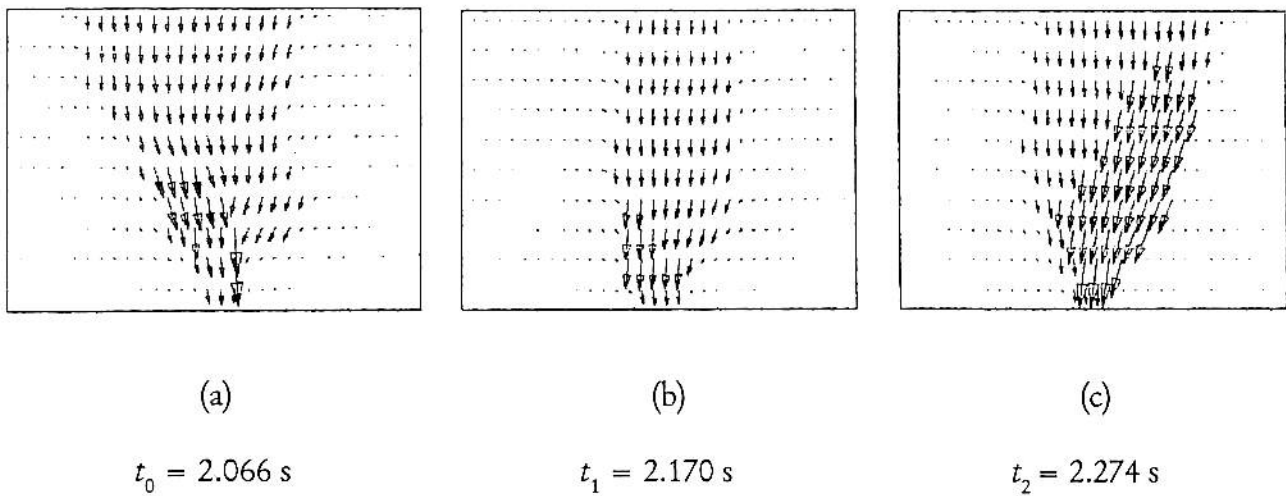 (a) (b) (c)
t₀ = 2.066 s t₁ = 2.170 s t₂ = 2.274 s